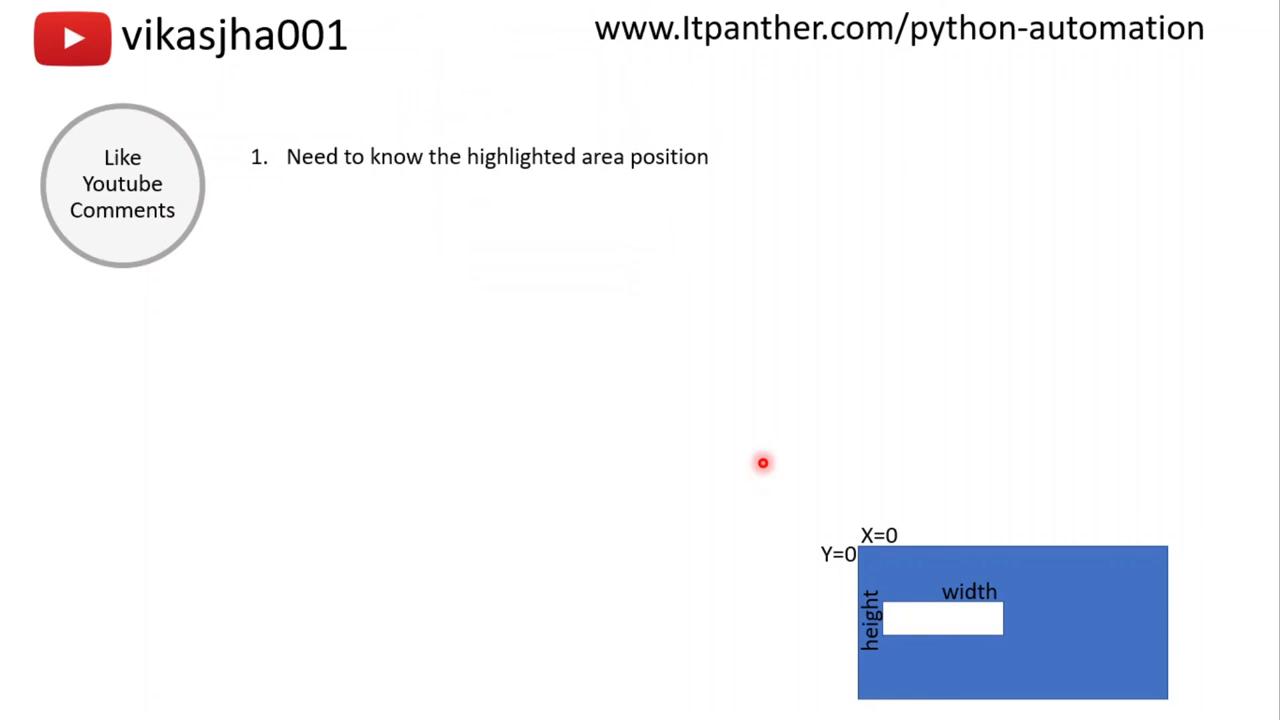 vikasjha001
www.Itpanther.com/python-automation
Like
Youtube
Comments
1. Need to know the highlighted area position
X=0
Y=0
width
height